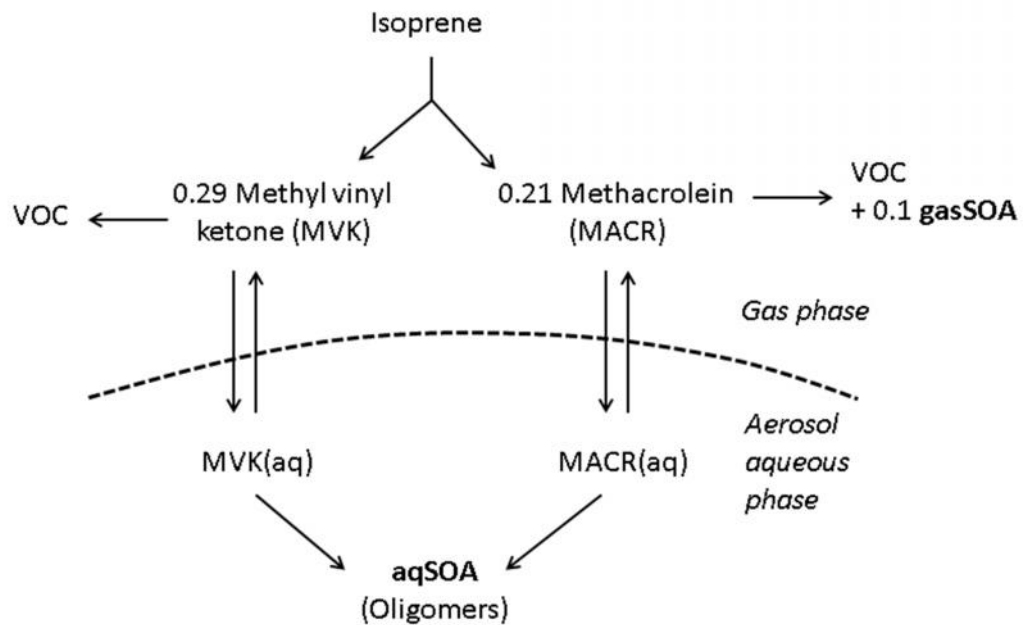 Isoprene
VOC
0.29 Methyl vinyl
ketone (MVK)
0.21 Methacrolein
(MACR)
VOC
+ 0.1 gasSOA
Gas phase
MVK(aq)
MACR(aq)
Aerosol
aqueous
phase
aqSOA
(Oligomers)